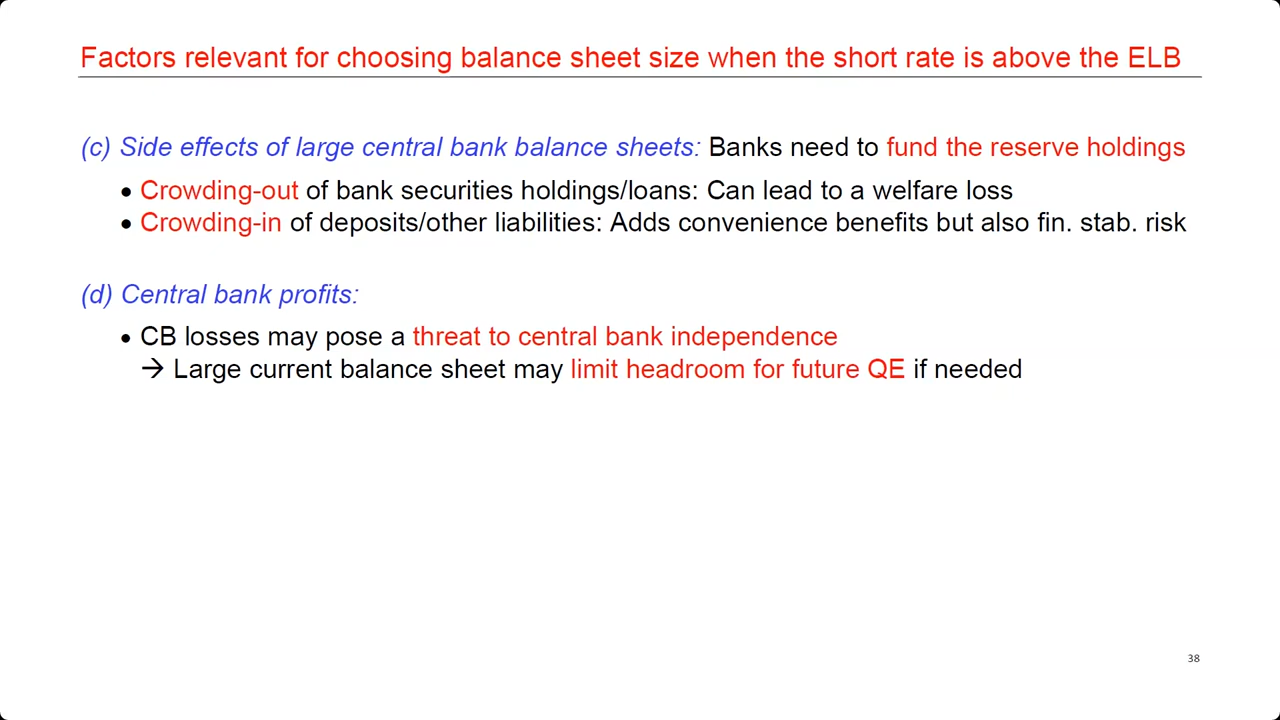 Factors relevant for choosing balance sheet size when the short rate is above the ELB
(c) Side effects of large central bank balance sheets: Banks need to fund the reserve holdings
• Crowding-out of bank securities holdings/loans: Can lead to a welfare loss
• Crowding-in of deposits/other liabilities: Adds convenience benefits but also fin. stab. risk
(d) Central bank profits:
• CB losses may pose a threat to central bank independence
→ Large current balance sheet may limit headroom for future QE if needed
38